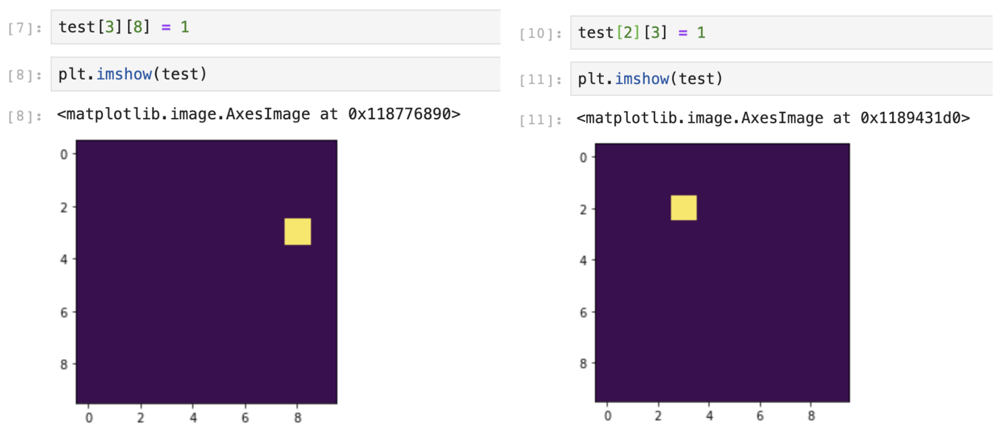 [7]: test[3][8] = 1
[8]: plt.imshow(test)
[8]: <matplotlib.image.AxesImage at 0x118776890>
0
2
4
6
8
0 2 4 6 8
[10]: test[2][3] = 1
[11]: plt.imshow(test)
[11]: <matplotlib.image.AxesImage at 0x1189431d0>
0
2
4
6
8
0 2 4 6 8